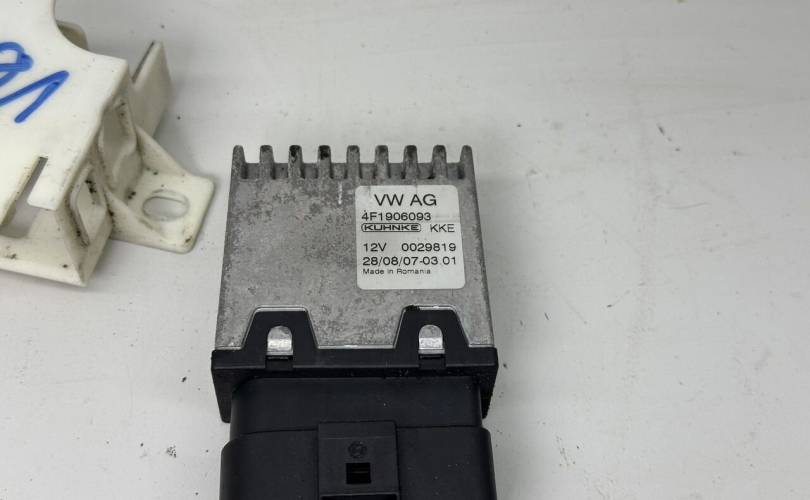 VW AG
4F1906093
KUHNKE KKE
12V 0029819
28/08/07-03.01
Made in Romania